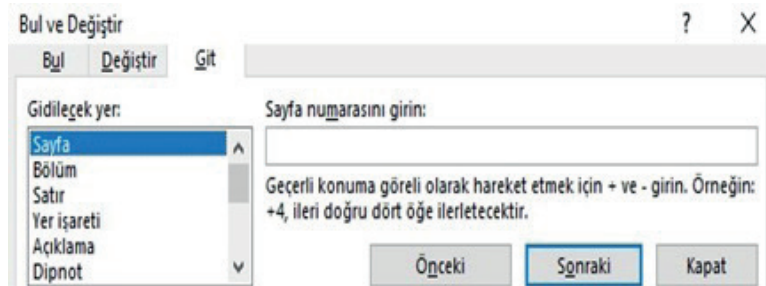 Bul ve Değiştir ? X
Bul Değiştir Git
Gidilecek yer:
Sayfa
Bölüm
Satır
Yer işareti
Açıklama
Dipnot
Sayfa numarasını girin:
Geçerli konuma göreli olarak hareket etmek için + ve - girin. Örneğin:
+4, ileri doğru dört öğe ilerletecektir.
Önceki Sonraki Kapat